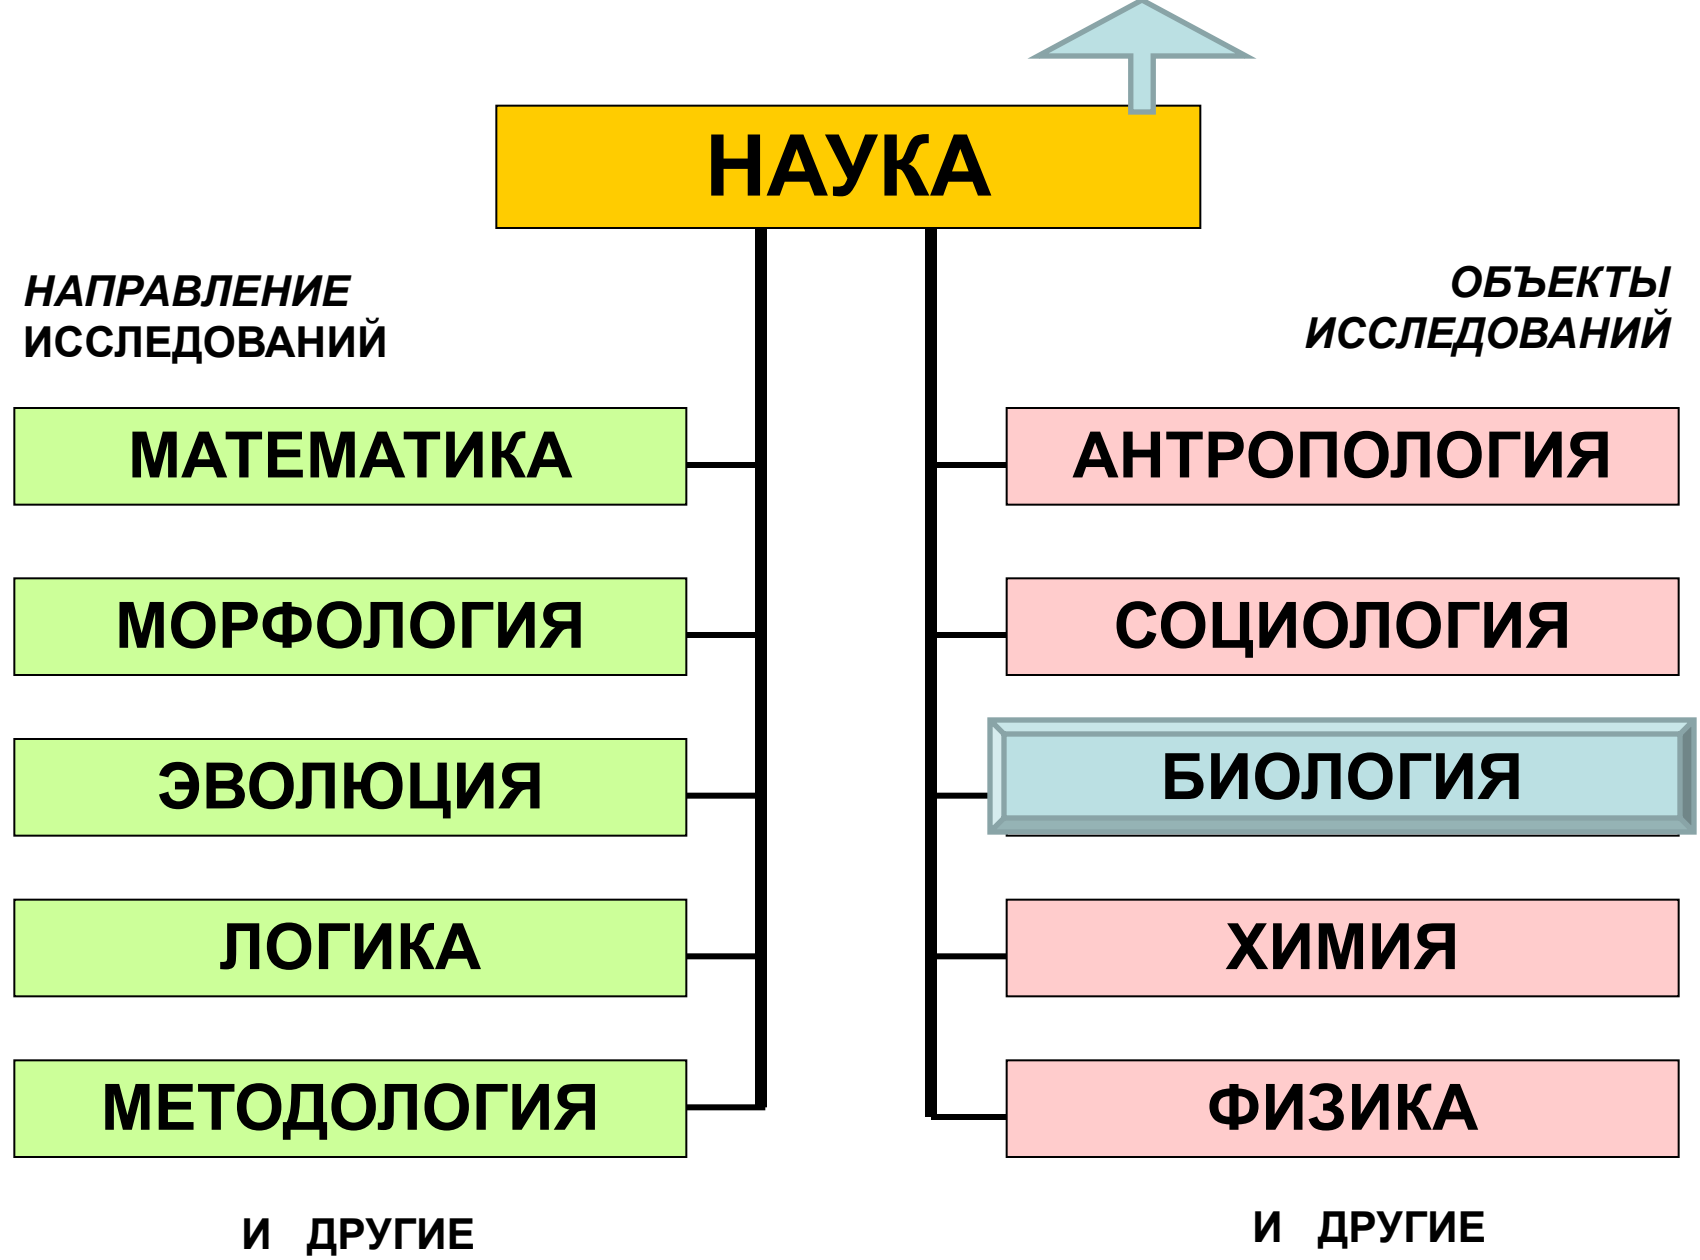 НАУКА
НАПРАВЛЕНИЕ
ИССЛЕДОВАНИЙ
МАТЕМАТИКА
МОРФОЛОГИЯ
ЭВОЛЮЦИЯ
ЛОГИКА
МЕТОДОЛОГИЯ
И ДРУГИЕ
ОБЪЕКТЫ
ИССЛЕДОВАНИЙ
АНТРОПОЛОГИЯ
СОЦИОЛОГИЯ
БИОЛОГИЯ
ХИМИЯ
ФИЗИКА
И ДРУГИЕ